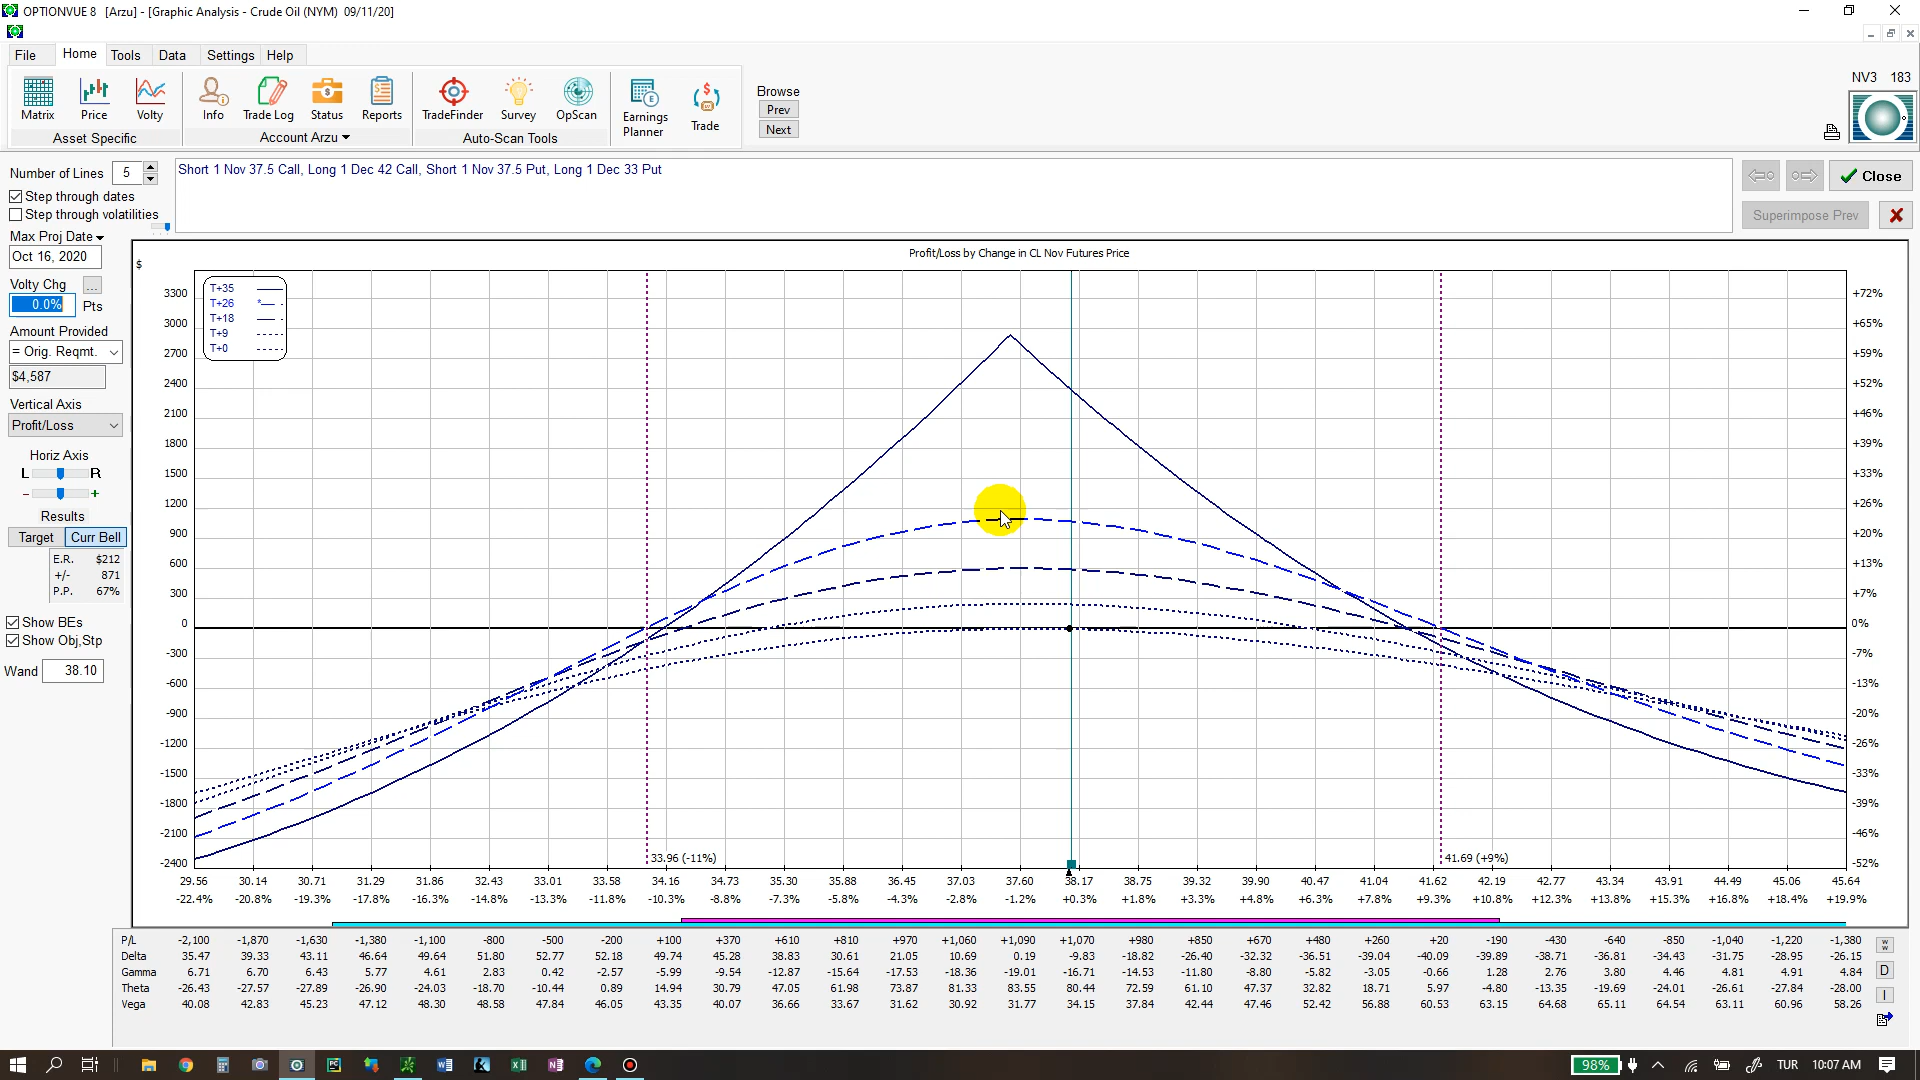 OPTIONVUE 8 [Arzu] - [Graphic Analysis - Crude Oil (NYM) 09/11/20]
File Home Tools Data Settings Help
Matrix Price Volty Info Trade Log Status Reports TradeFinder Survey OpScan Earnings Planner Trade
Asset Specific Account Arzu Auto-Scan Tools
Browse
Prev
Next
NV3 183
Number of Lines 5
Step through dates
Step through volatilities
Max Proj Date
Oct 16, 2020
Volty Chg ...
0.0% Pts
Amount Provided
= Orig. Reqmt.
$4,587
Vertical Axis
Profit/Loss
Horiz Axis
L R
- +
Results
Target Curr Bell
E.R. $212
+/- 871
P.P. 67%
Show BEs
Show Obj,Stp
Wand 38.10
Short 1 Nov 37.5 Call, Long 1 Dec 42 Call, Short 1 Nov 37.5 Put, Long 1 Dec 33 Put
Close
Superimpose Prev
Profit/Loss by Change in CL Nov Futures Price
$
T+35
T+26 *
T+18
T+9
T+0
3300 +72%
3000 +65%
2700 +59%
2400 +52%
2100 +46%
1800 +39%
1500 +33%
1200 +26%
900 +20%
600 +13%
300 +7%
0 0%
-300 -7%
-600 -13%
-900 -20%
-1200 -26%
-1500 -33%
-1800 -39%
-2100 -46%
-2400 -52%
33.96 (-11%) 41.69 (+9%)
29.56 30.14 30.71 31.29 31.86 32.43 33.01 33.58 34.16 34.73 35.30 35.88 36.45 37.03 37.60 38.17 38.75 39.32 39.90 40.47 41.04 41.62 42.19 42.77 43.34 43.91 44.49 45.06 45.64
-22.4% -20.8% -19.3% -17.8% -16.3% -14.8% -13.3% -11.8% -10.3% -8.8% -7.3% -5.8% -4.3% -2.8% -1.2% +0.3% +1.8% +3.3% +4.8% +6.3% +7.8% +9.3% +10.8% +12.3% +13.8% +15.3% +16.8% +18.4% +19.9%
P/L -2,100 -1,870 -1,630 -1,380 -1,100 -800 -500 -200 +100 +370 +610 +810 +970 +1,060 +1,090 +1,070 +980 +850 +670 +480 +260 +20 -190 -430 -640 -850 -1,040 -1,220 -1,380
Delta 35.47 39.33 43.11 46.64 49.64 51.80 52.77 52.18 49.74 45.28 38.83 30.61 21.05 10.69 0.19 -9.83 -18.82 -26.40 -32.32 -36.51 -39.04 -40.09 -39.89 -38.71 -36.81 -34.43 -31.75 -28.95 -26.15
Gamma 6.71 6.70 6.43 5.77 4.61 2.83 0.42 -2.57 -5.99 -9.54 -12.87 -15.64 -17.53 -18.36 -19.01 -16.71 -14.53 -11.80 -8.80 -5.82 -3.05 -0.66 1.28 2.76 3.80 4.46 4.81 4.91 4.84
Theta -26.43 -27.57 -27.89 -26.90 -24.03 -18.70 -10.44 0.89 14.94 30.79 47.05 61.98 73.87 81.33 83.55 80.44 72.59 61.10 47.37 32.82 18.71 5.97 -4.80 -13.35 -19.69 -24.01 -26.61 -27.84 -28.00
Vega 40.08 42.83 45.23 47.12 48.30 48.58 47.84 46.05 43.35 40.07 36.66 33.67 31.62 30.92 31.77 34.15 37.84 42.44 47.46 52.42 56.88 60.53 63.15 64.68 65.11 64.54 63.11 60.96 58.26
D
I
98% TUR 10:07 AM